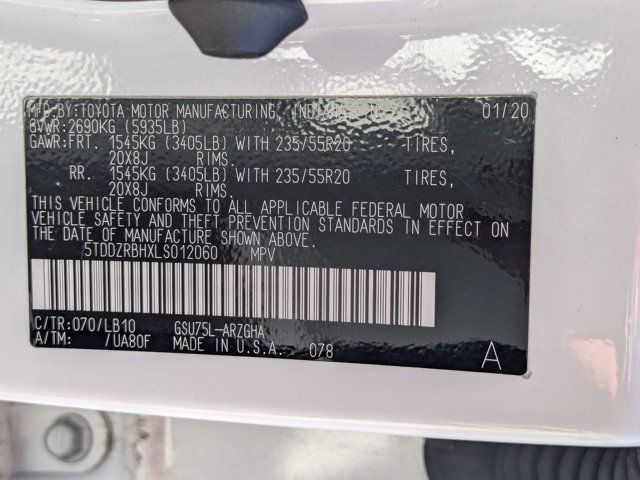 MFD.BY:TOYOTA MOTOR MANUFACTURING, 01/20
GVWR:2690KG (5935LB)
GAWR:FRT. 1545KG (3405LB) WITH 235/55R20 TIRES,
20X8J RIMS.
RR. 1545KG (3405LB) WITH 235/55R20 TIRES,
20X8J RIMS.
THIS VEHICLE CONFORMS TO ALL APPLICABLE FEDERAL MOTOR
VEHICLE SAFETY AND THEFT PREVENTION STANDARDS IN EFFECT ON
THE DATE OF MANUFACTURE SHOWN ABOVE.
5TDDZRBHXLS012060 MPV
C/TR:070/LB10 GSU75L-ARZGHA
A/TM: /UA80F MADE IN U.S.A. 078 A